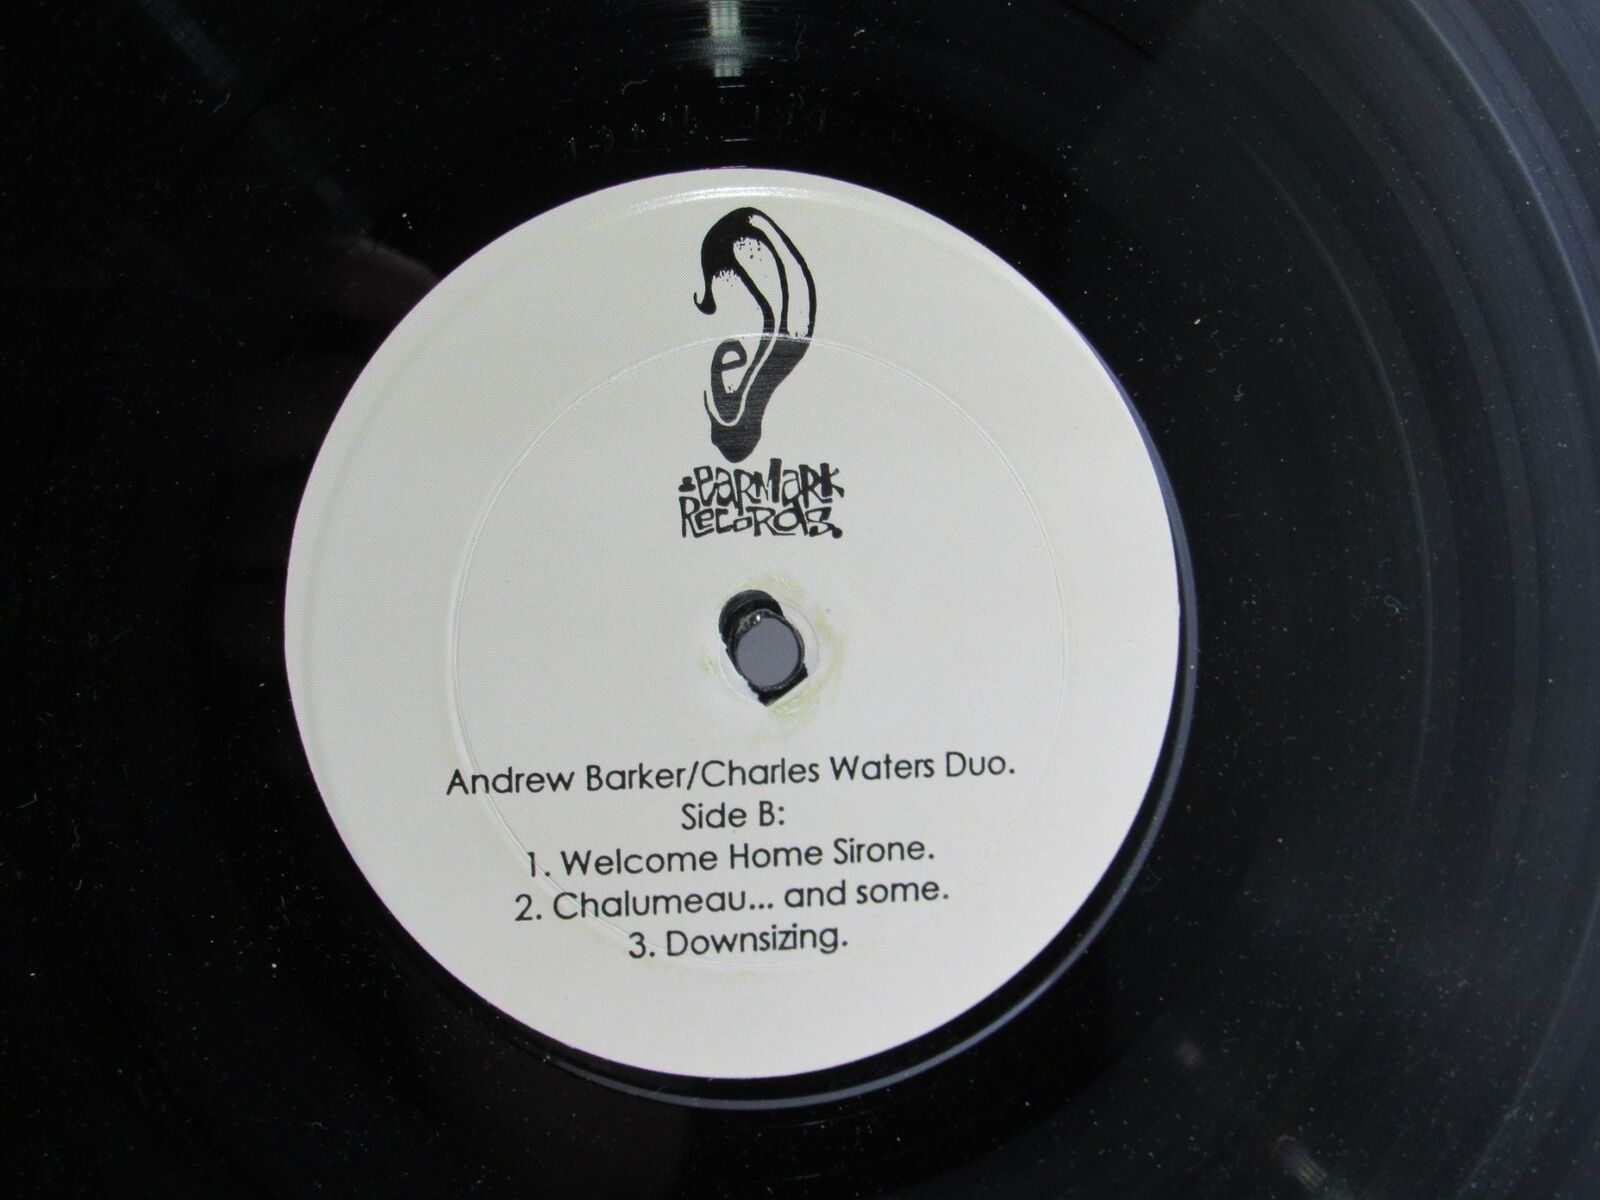 e
earmark
Records.
Andrew Barker/Charles Waters Duo.
Side B:
1. Welcome Home Sirone.
2. Chalumeau... and some.
3. Downsizing.